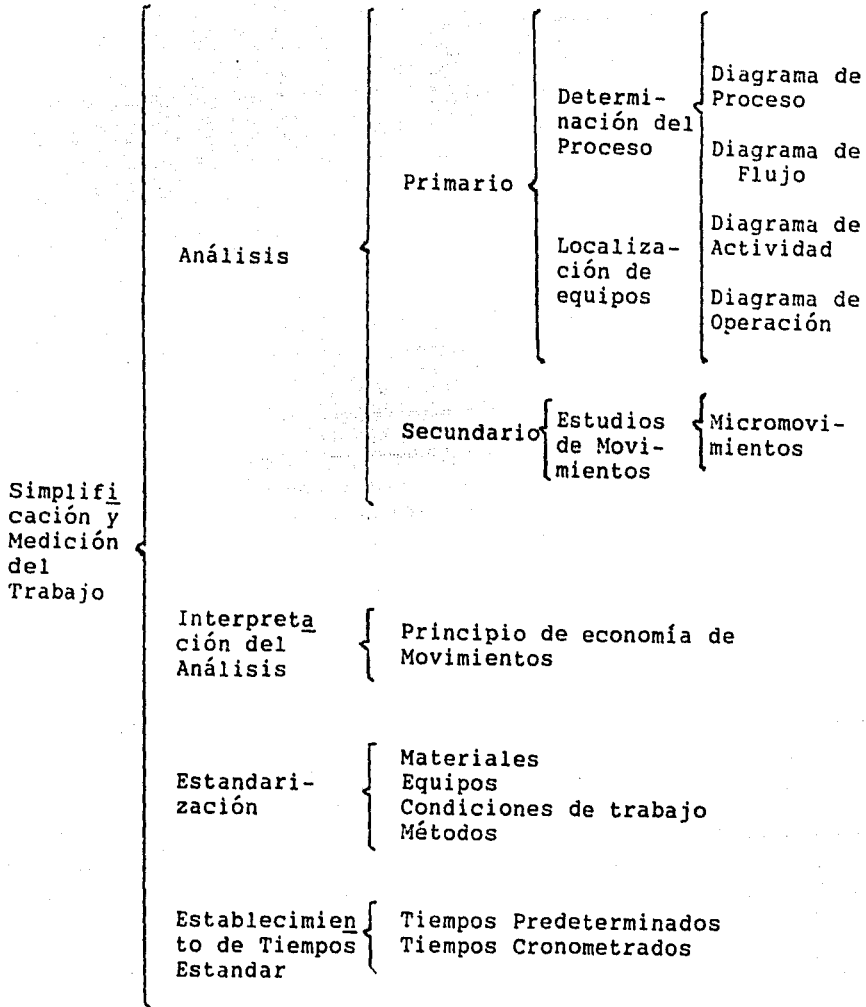 Simplifi
cación y
Medición
del
Trabajo
Análisis
Primario
Determi-
nación del
Proceso
Localiza-
ción de
equipos
Diagrama de
Proceso
Diagrama de
Flujo
Diagrama de
Actividad
Diagrama de
Operación
Secundario
Estudios
de Movi-
mientos
Micromovi-
mientos
Interpreta
ción del
Análisis
Principio de economía de
Movimientos
Estandari-
zación
Materiales
Equipos
Condiciones de trabajo
Métodos
Establecimien
to de Tiempos
Estandar
Tiempos Predeterminados
Tiempos Cronometrados